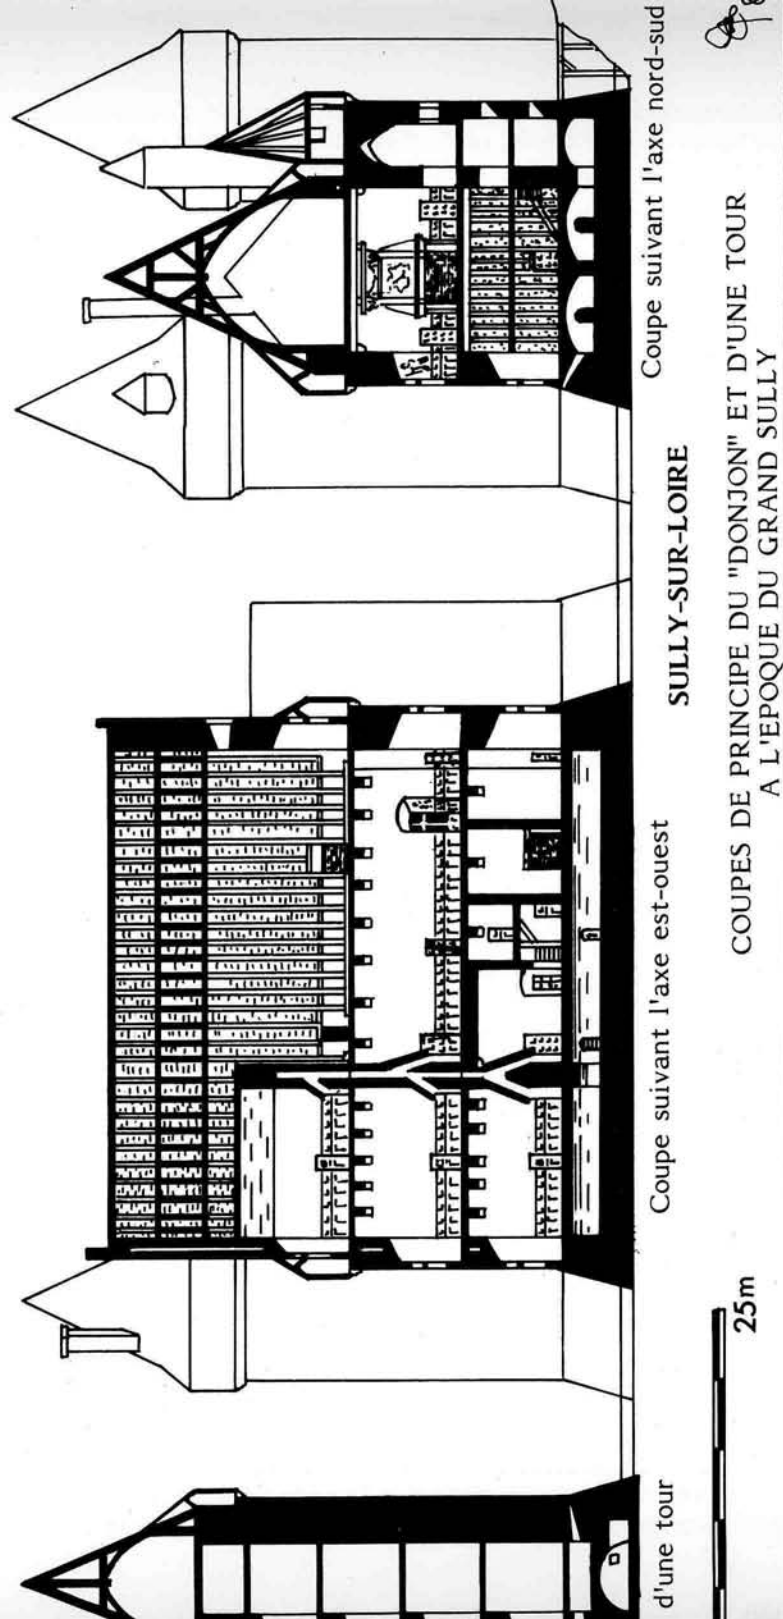 d'une tour
Coupe suivant l'axe est-ouest
Coupe suivant l'axe nord-sud
25m
SULLY-SUR-LOIRE
COUPES DE PRINCIPE DU "DONJON" ET D'UNE TOUR
A L'EPOQUE DU GRAND SULLY